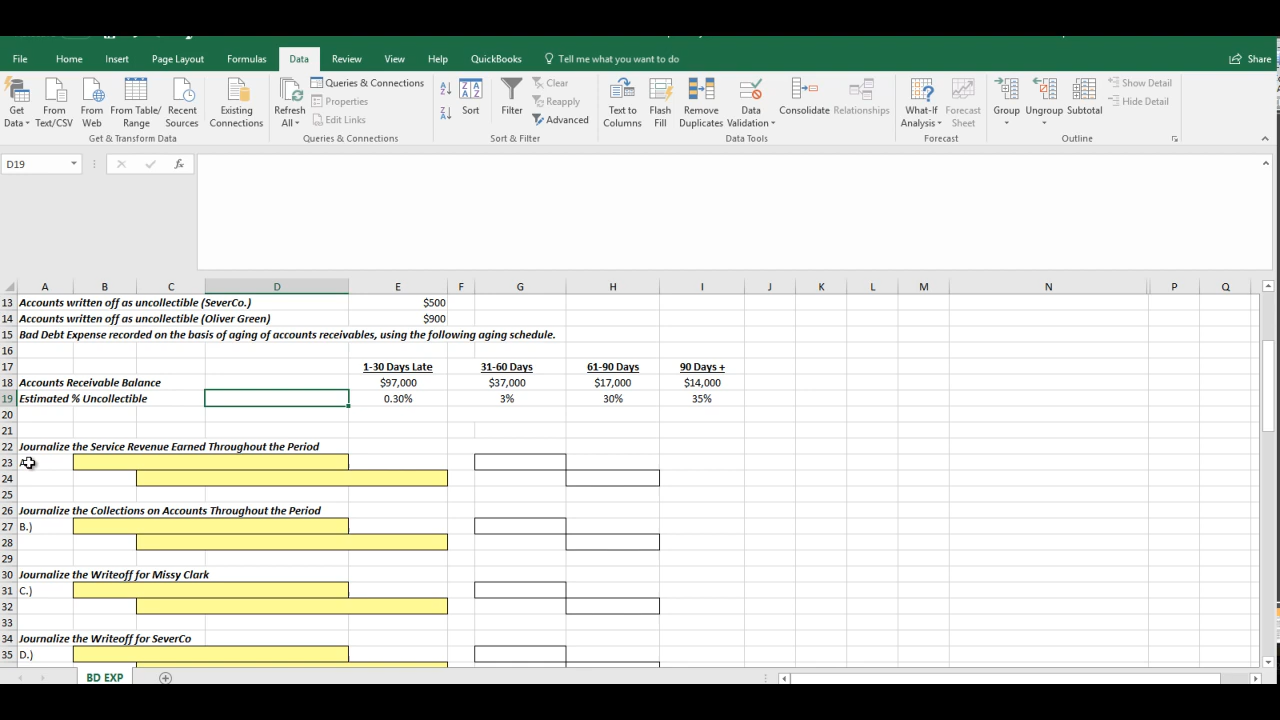 File Home Insert Page Layout Formulas Data Review View Help QuickBooks Tell me what you want to do Share
Get Data
From Text/CSV
From Web
From Table/ Range
Recent Sources
Existing Connections
Refresh All
Queries & Connections
Properties
Edit Links
Sort
Filter
Clear
Reapply
Advanced
Text to Columns
Flash Fill
Remove Duplicates
Data Validation
Consolidate
Relationships
What-If Analysis
Forecast Sheet
Group
Ungroup
Subtotal
Show Detail
Hide Detail
Get & Transform Data Queries & Connections Sort & Filter Data Tools Forecast Outline
D19 fx
A B C D E F G H I J K L M N P Q
13 Accounts written off as uncollectible (SeverCo.) $500
14 Accounts written off as uncollectible (Oliver Green) $900
15 Bad Debt Expense recorded on the basis of aging of accounts receivables, using the following aging schedule.
16
17 1-30 Days Late 31-60 Days 61-90 Days 90 Days +
18 Accounts Receivable Balance $97,000 $37,000 $17,000 $14,000
19 Estimated % Uncollectible 0.30% 3% 30% 35%
20
21
22 Journalize the Service Revenue Earned Throughout the Period
23
24
25
26 Journalize the Collections on Accounts Throughout the Period
27 B.)
28
29
30 Journalize the Writeoff for Missy Clark
31 C.)
32
33
34 Journalize the Writeoff for SeverCo
35 D.)
BD EXP